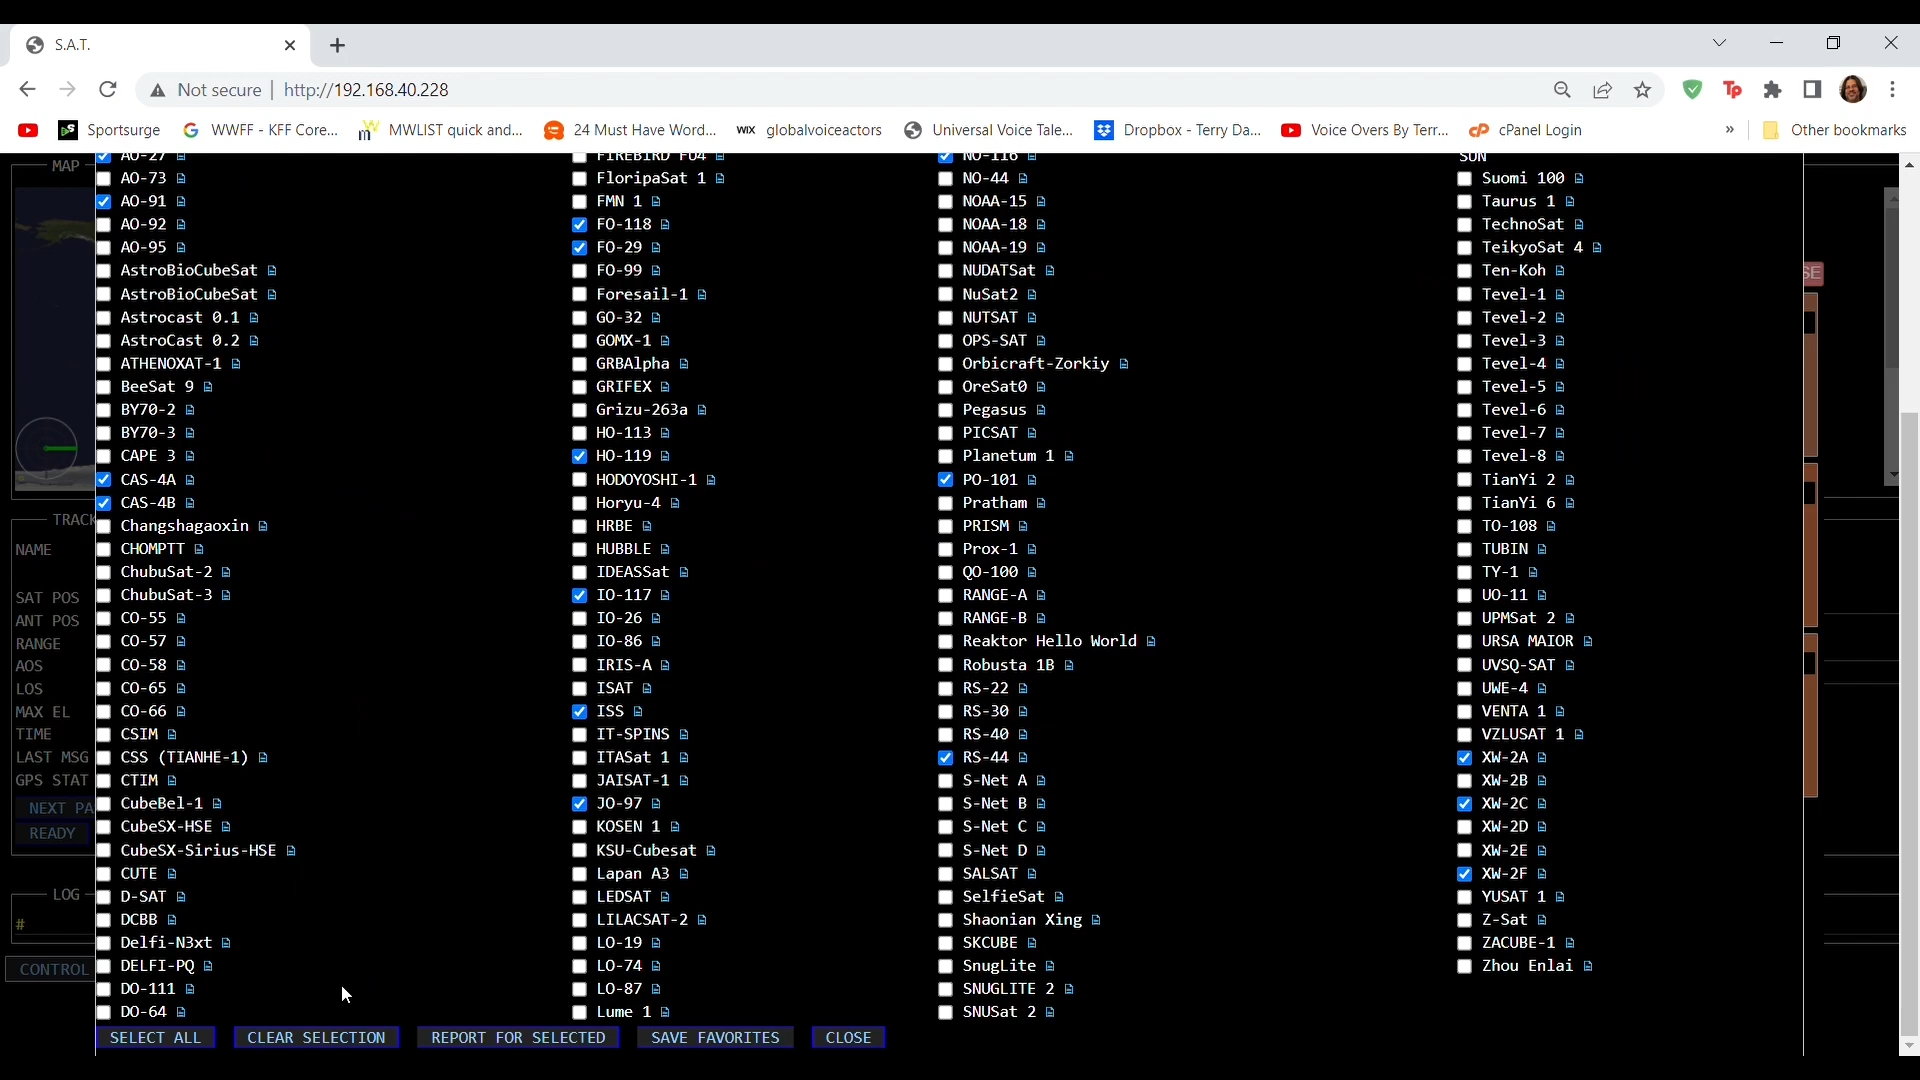 S.A.T.
Not secure | http://192.168.40.228
Sportsurge
WWFF - KFF Core...
MWLIST quick and...
24 Must Have Word...
WIX globalvoiceactors
Universal Voice Tale...
Dropbox - Terry Da...
Voice Overs By Terr...
cPanel Login
»
Other bookmarks
MAP
TRACK
NAME
SAT POS
ANT POS
RANGE
AOS
LOS
MAX EL
TIME
LAST MSG
GPS STAT
NEXT PA
READY
LOG
#
CONTROL
AO-27
AO-73
AO-91
AO-92
AO-95
AstroBioCubeSat
AstroBioCubeSat
Astrocast 0.1
AstroCast 0.2
ATHENOXAT-1
BeeSat 9
BY70-2
BY70-3
CAPE 3
CAS-4A
CAS-4B
Changshagaoxin
CHOMPTT
ChubuSat-2
ChubuSat-3
CO-55
CO-57
CO-58
CO-65
CO-66
CSIM
CSS (TIANHE-1)
CTIM
CubeBel-1
CubeSX-HSE
CubeSX-Sirius-HSE
CUTE
D-SAT
DCBB
Delfi-N3xt
DELFI-PQ
DO-111
DO-64
FIREBIRD FU4
FloripaSat 1
FMN 1
FO-118
FO-29
FO-99
Foresail-1
GO-32
GOMX-1
GRBAlpha
GRIFEX
Grizu-263a
HO-113
HO-119
HODOYOSHI-1
Horyu-4
HRBE
HUBBLE
IDEASSat
IO-117
IO-26
IO-86
IRIS-A
ISAT
ISS
IT-SPINS
ITASat 1
JAISAT-1
JO-97
KOSEN 1
KSU-Cubesat
Lapan A3
LEDSAT
LILACSAT-2
LO-19
LO-74
LO-87
Lume 1
NO-116
NO-44
NOAA-15
NOAA-18
NOAA-19
NUDATSat
NuSat2
NUTSAT
OPS-SAT
Orbicraft-Zorkiy
OreSat0
Pegasus
PICSAT
Planetum 1
PO-101
Pratham
PRISM
Prox-1
QO-100
RANGE-A
RANGE-B
Reaktor Hello World
Robusta 1B
RS-22
RS-30
RS-40
RS-44
S-Net A
S-Net B
S-Net C
S-Net D
SALSAT
SelfieSat
Shaonian Xing
SKCUBE
SnugLite
SNUGLITE 2
SNUSat 2
SUN
Suomi 100
Taurus 1
TechnoSat
TeikyoSat 4
Ten-Koh
Tevel-1
Tevel-2
Tevel-3
Tevel-4
Tevel-5
Tevel-6
Tevel-7
Tevel-8
TianYi 2
TianYi 6
TO-108
TUBIN
TY-1
UO-11
UPMSat 2
URSA MAIOR
UVSQ-SAT
UWE-4
VENTA 1
VZLUSAT 1
XW-2A
XW-2B
XW-2C
XW-2D
XW-2E
XW-2F
YUSAT 1
Z-Sat
ZACUBE-1
Zhou Enlai
SE
SELECT ALL
CLEAR SELECTION
REPORT FOR SELECTED
SAVE FAVORITES
CLOSE